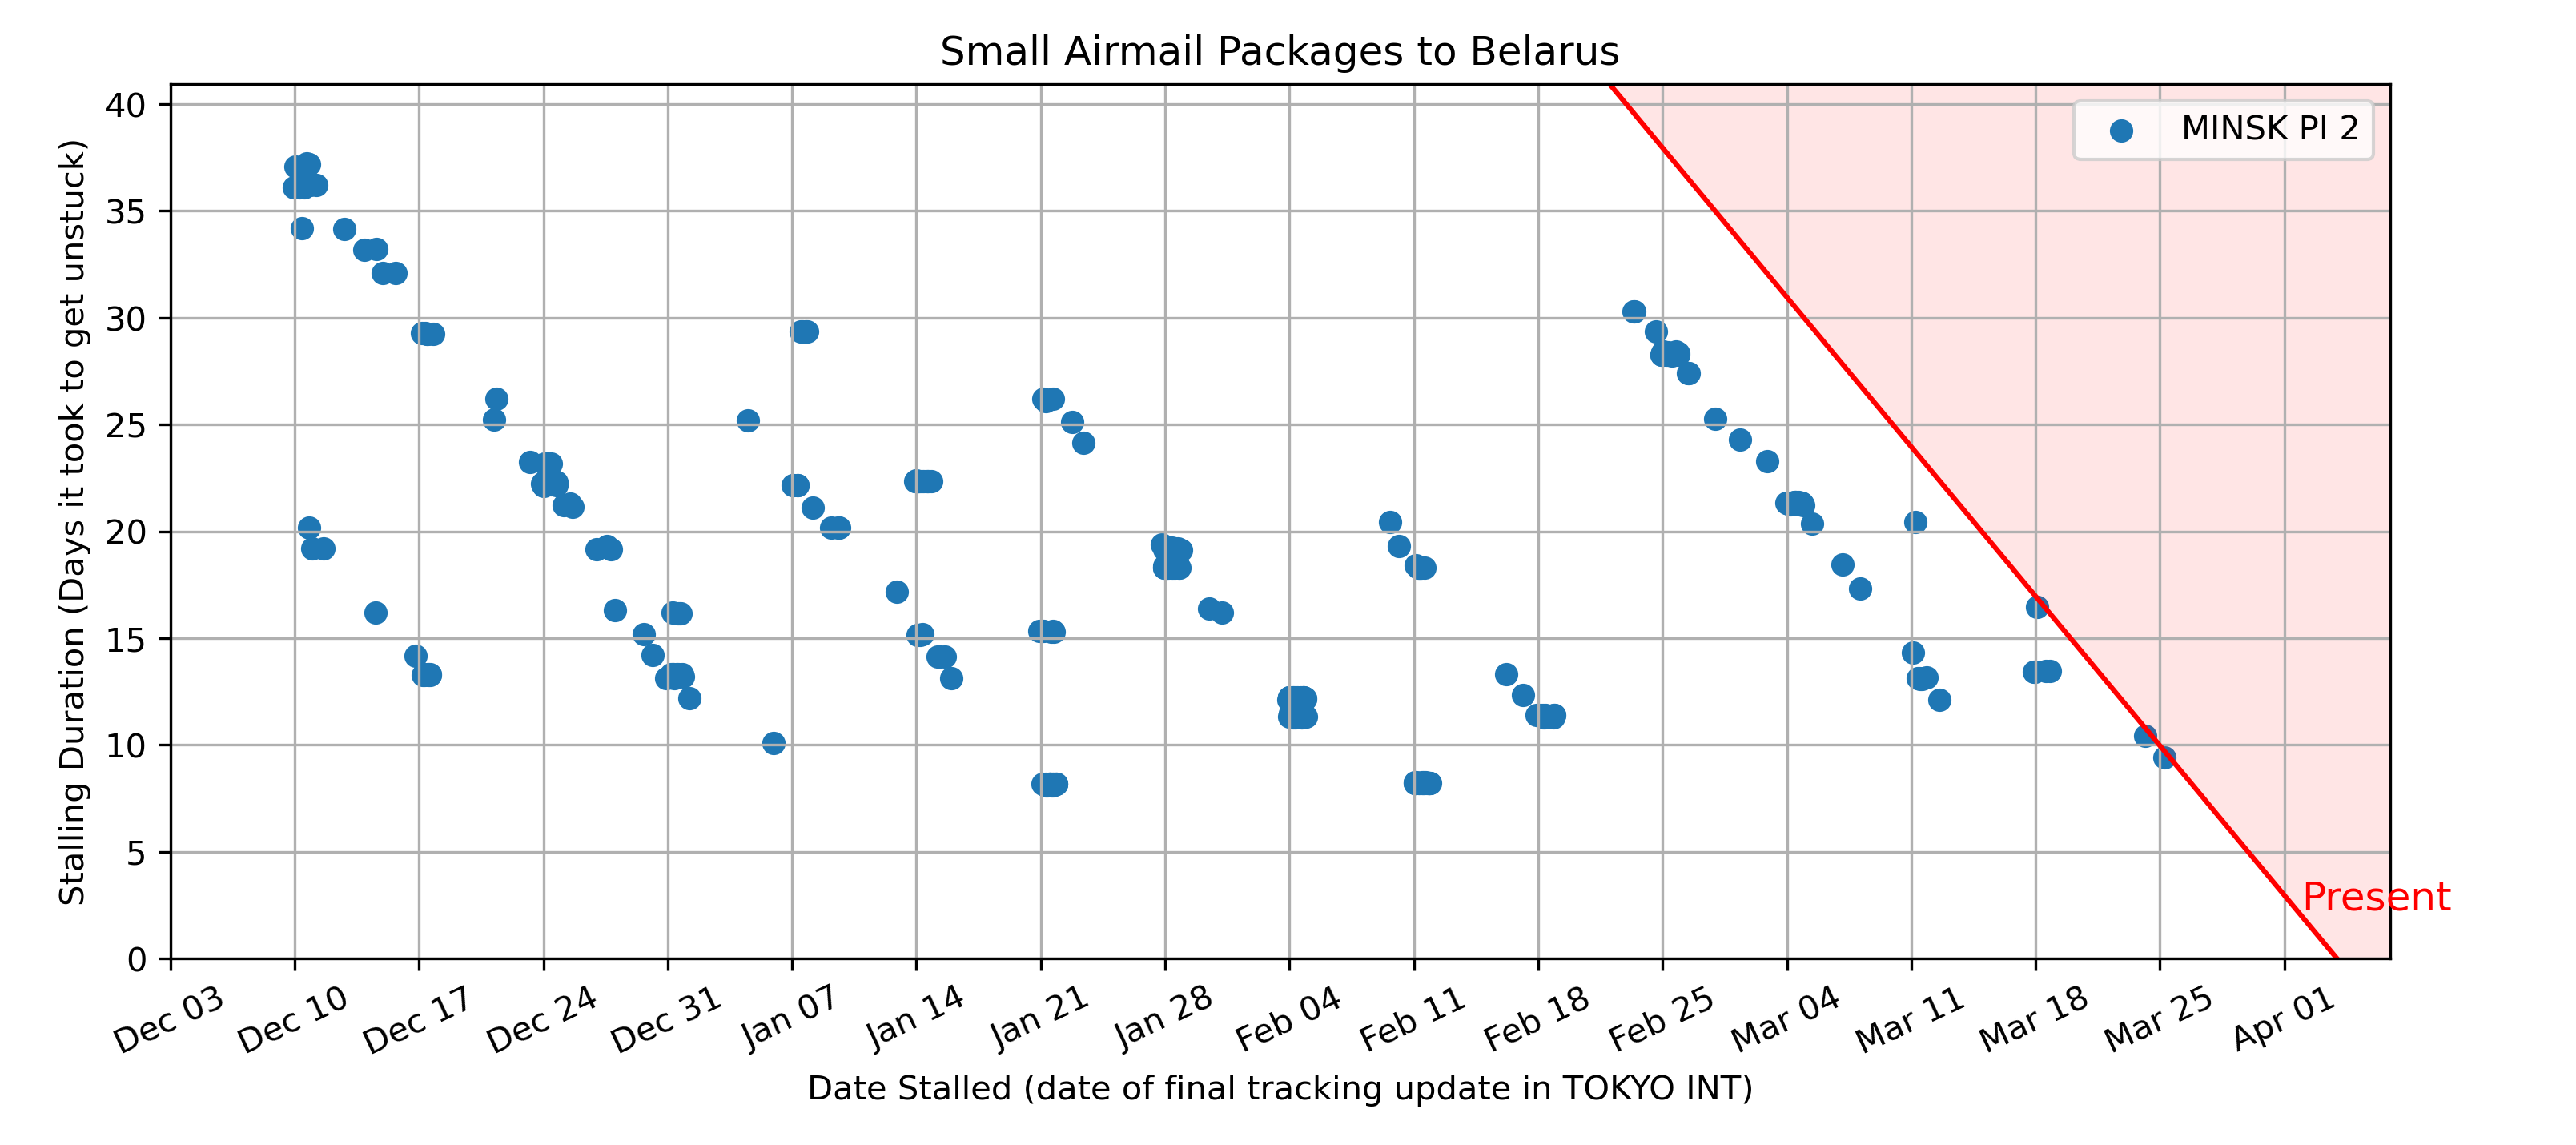 Small Airmail Packages to Belarus
MINSK PI 2
40
35
30
25
20
15
10
5
0
Stalling Duration (Days it took to get unstuck)
Present
Dec 03
Dec 10
Dec 17
Dec 24
Dec 31
Jan 07
Jan 14
Jan 21
Jan 28
Feb 04
Feb 11
Feb 18
Feb 25
Mar 04
Mar 11
Mar 18
Mar 25
Apr 01
Date Stalled (date of final tracking update in TOKYO INT)